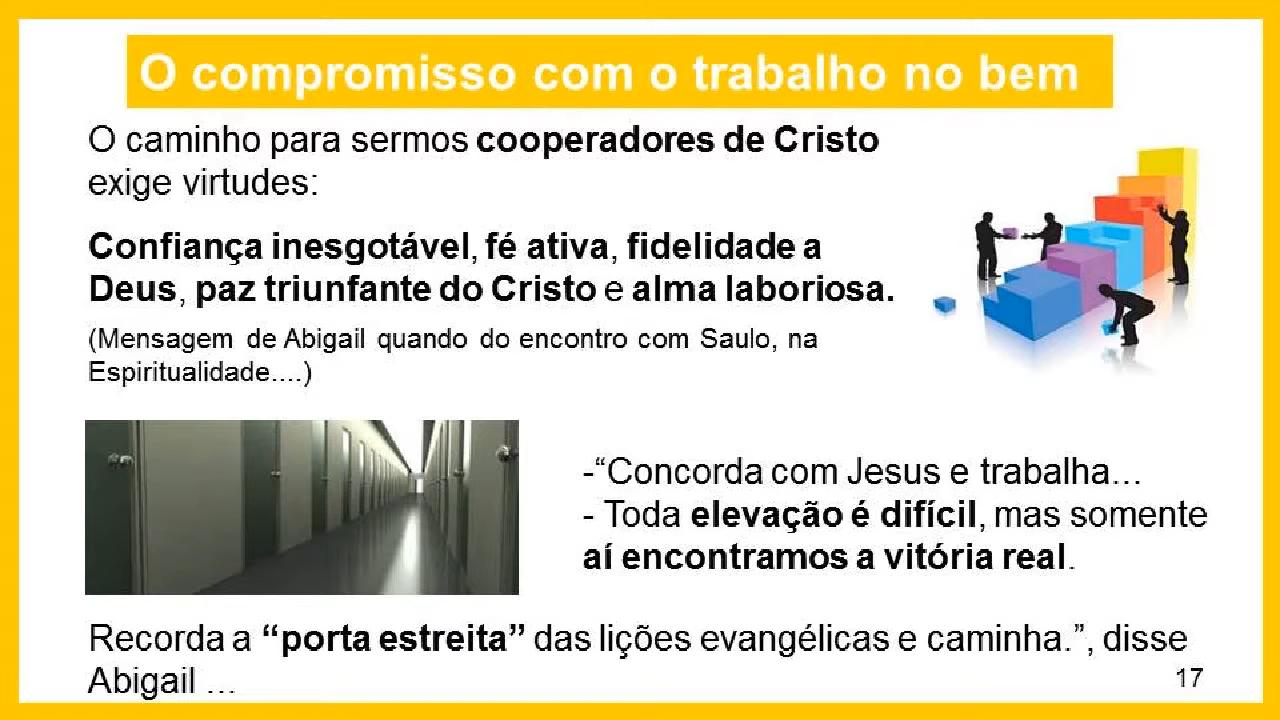 O compromisso com o trabalho no bem
O caminho para sermos cooperadores de Cristo
exige virtudes:
Confiança inesgotável, fé ativa, fidelidade a
Deus, paz triunfante do Cristo e alma laboriosa.
(Mensagem de Abigail quando do encontro com Saulo, na
Espiritualidade....)
-“Concorda com Jesus e trabalha...
- Toda elevação é difícil, mas somente
aí encontramos a vitória real.
Recorda a “porta estreita” das lições evangélicas e caminha.”, disse
Abigail ...
17